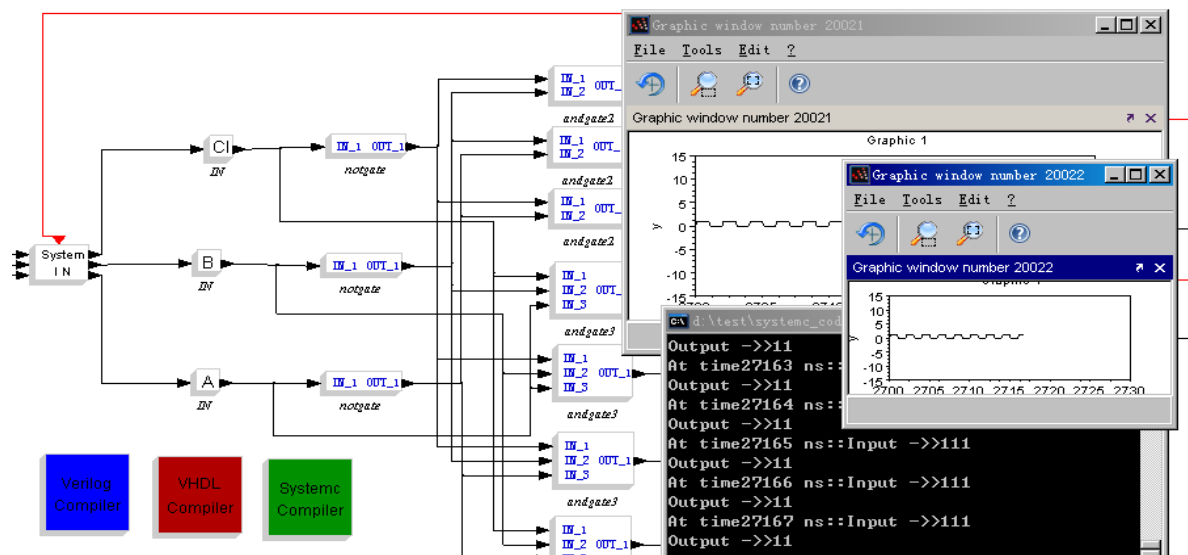 System
I N
CI
IN
B
IN
A
IN
IN_1 OUT_1
notgate
IN_1 OUT_1
notgate
IN_1 OUT_1
notgate
IN_1
IN_2 OUT_
andgate2
IN_1 OUT_
IN_2
andgate2
IN_1 OUT_
IN_2
andgate2
IN_1
IN_2 OUT_
IN_3
andgate3
IN_1
IN_2 OUT_1
IN_3
andgate3
IN_1
IN_2 OUT_1
IN_3
andgate3
IN_1
IN_2 OUT_1
Verilog
Compiler
VHDL
Compiler
Systemc
Compiler
Graphic window number 20021
File Tools Edit ?
Graphic window number 20021
Graphic 1
y
15
10
5
0
-5
-10
-15
Graphic window number 20022
File Tools Edit ?
Graphic window number 20022
y
15
10
5
0
-5
-10
-15
2700 2705 2710 2715 2720 2725 2730
d:\test\systemc_cod
Output ->>11
At time27163 ns::
Output ->>11
At time27164 ns::
Output ->>11
At time27165 ns::Input ->>111
Output ->>11
At time27166 ns::Input ->>111
Output ->>11
At time27167 ns::Input ->>111
Output ->>11